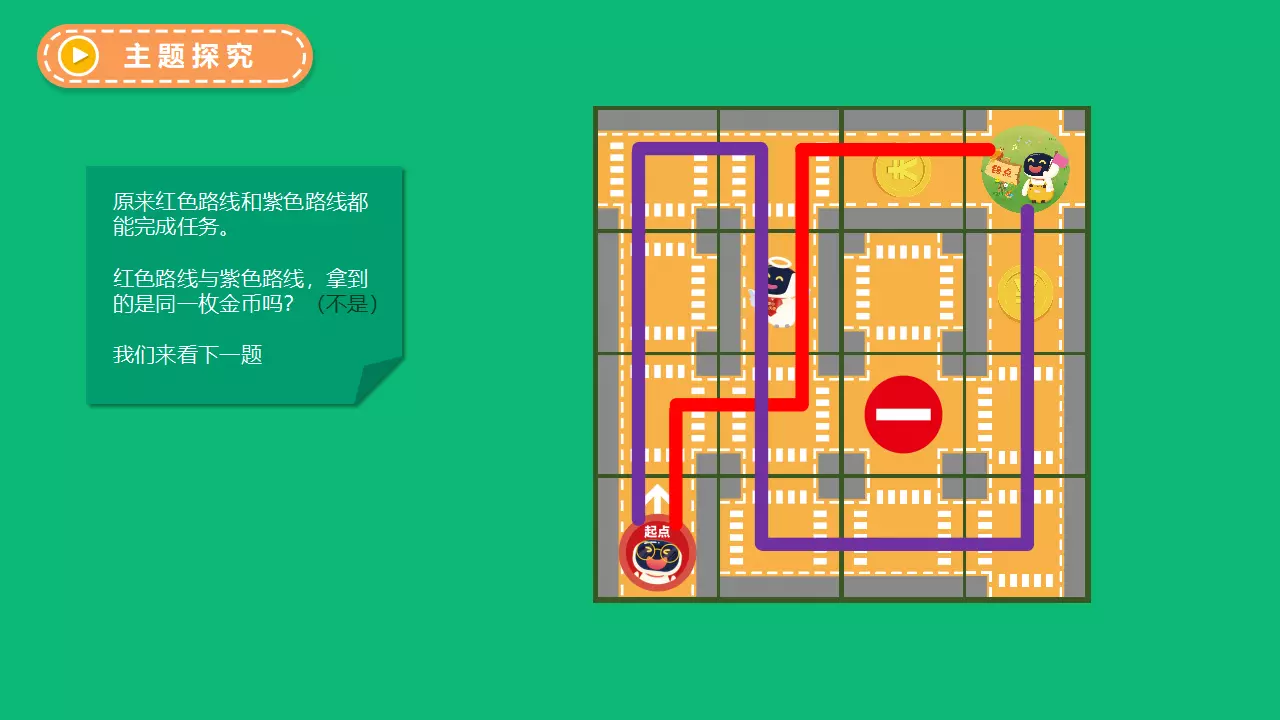 主题探究
原来红色路线和紫色路线都
能完成任务。
红色路线与紫色路线，拿到
的是同一枚金币吗？（不是）
我们来看下一题
起点